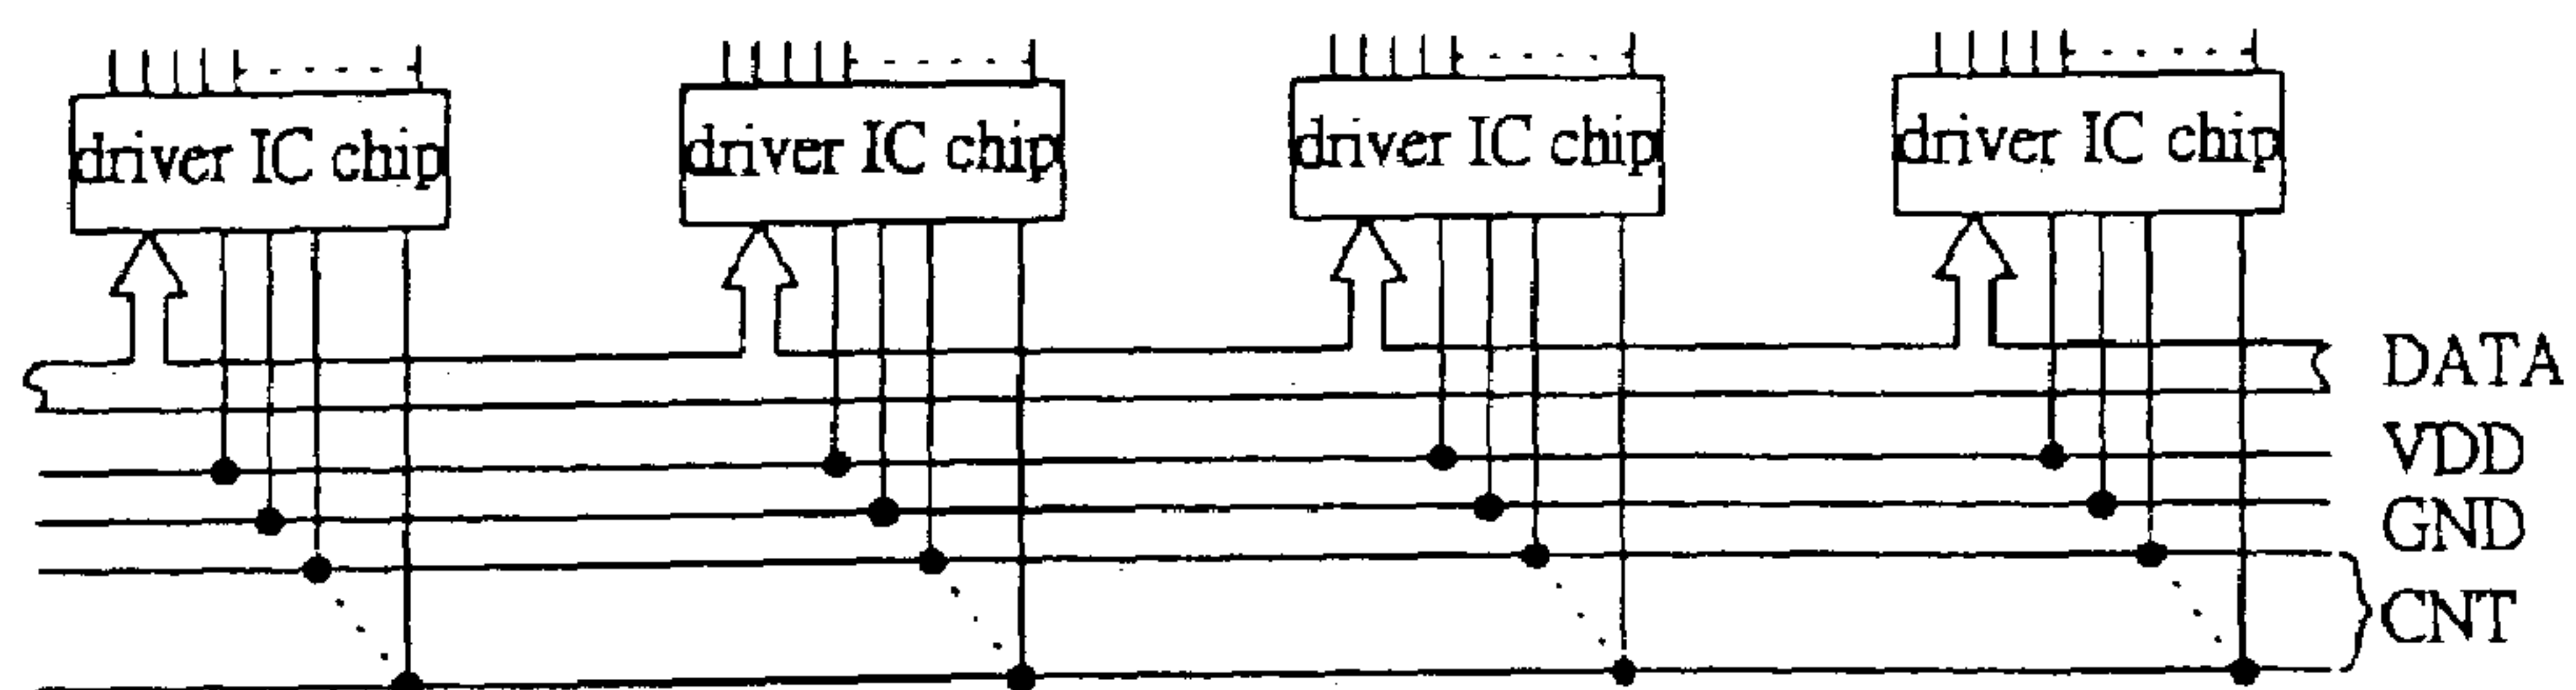 driver IC chip driver IC chip driver IC chip driver IC chip
DATA
VDD
GND
CNT